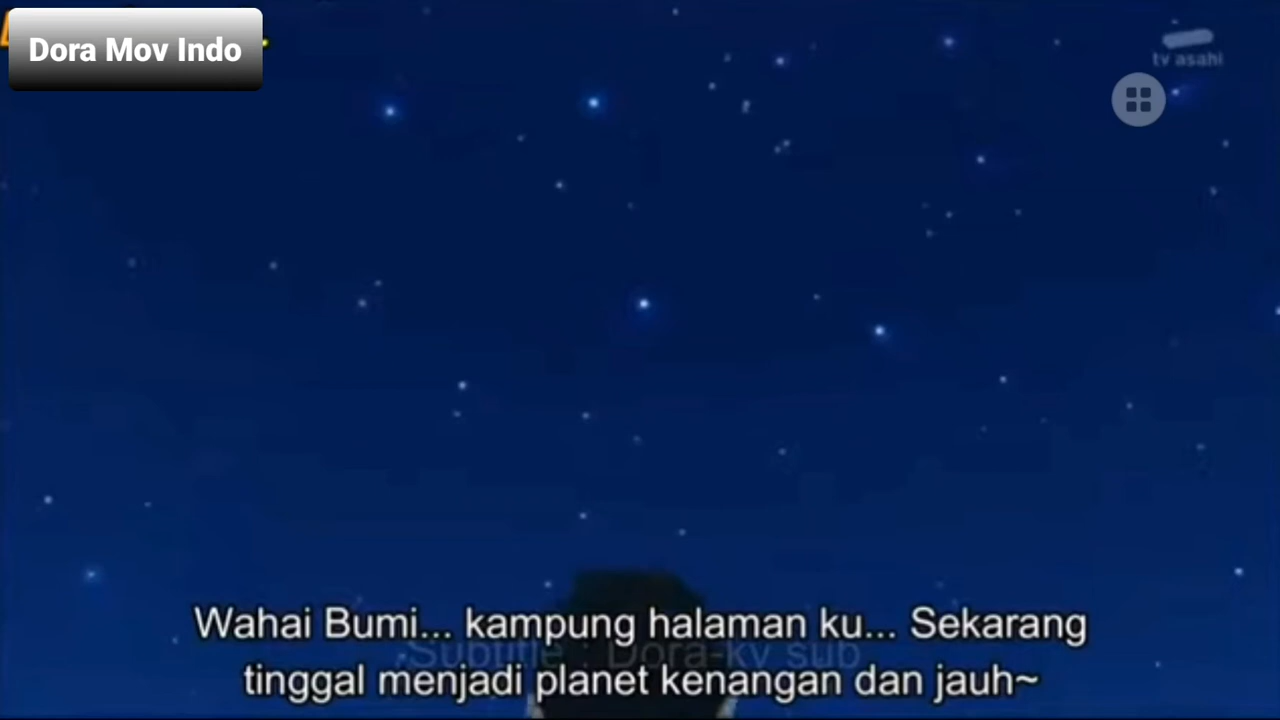 Dora Mov Indo
tv asahi
Wahai Bumi... kampung halaman ku... Sekarang
Subtitle : Dora-kv sub
tinggal menjadi planet kenangan dan jauh~